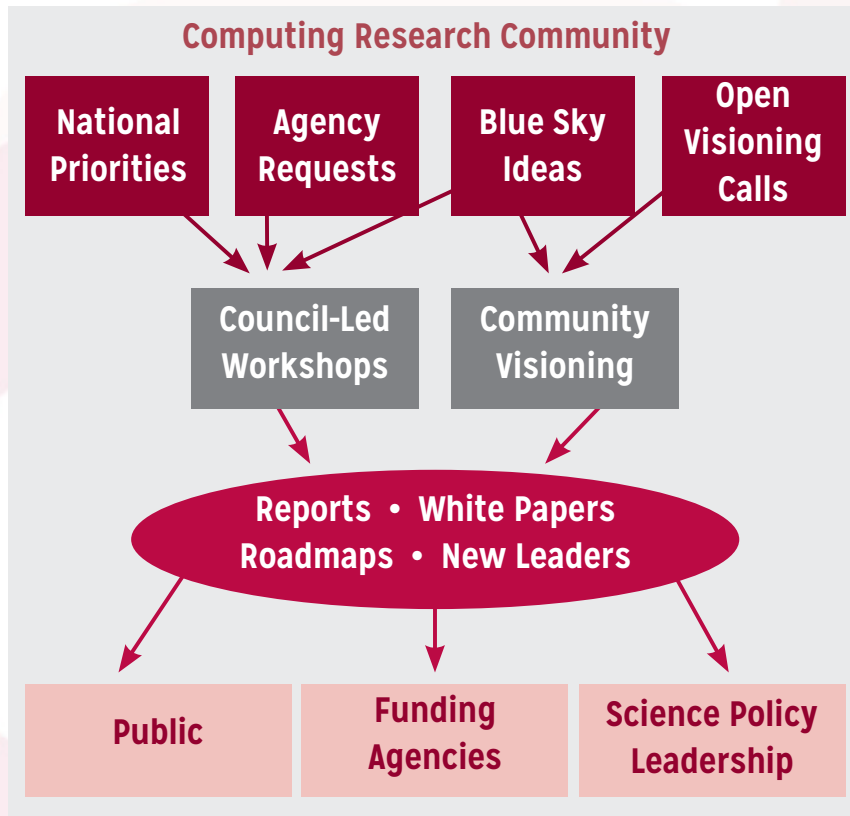 Computing Research Community
National
Priorities
Agency
Requests
Blue Sky
Ideas
Open
Visioning
Calls
Council-Led
Workshops
Community
Visioning
Reports • White Papers
Roadmaps • New Leaders
Public
Funding
Agencies
Science Policy
Leadership